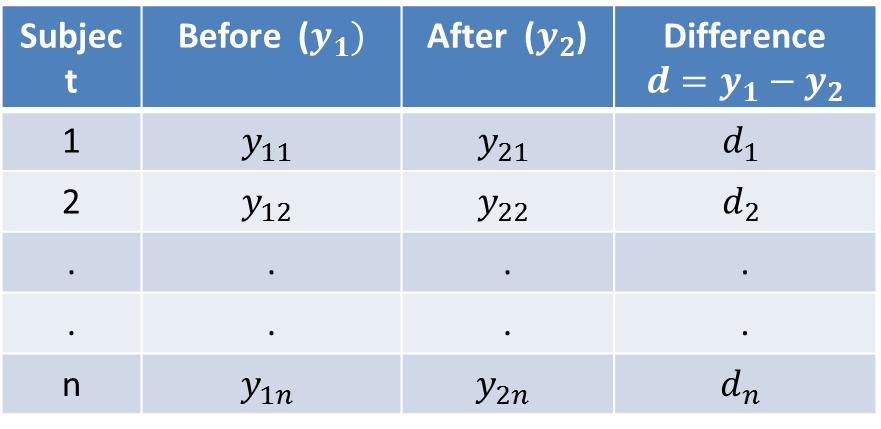 Subjec
t
Before (y₁)
After (y₂)
Difference
d = y₁ − y₂
1 y₁₁ y₂₁ d₁
2 y₁₂ y₂₂ d₂
. . . .
. . . .
n y₁ₙ y₂ₙ dₙ